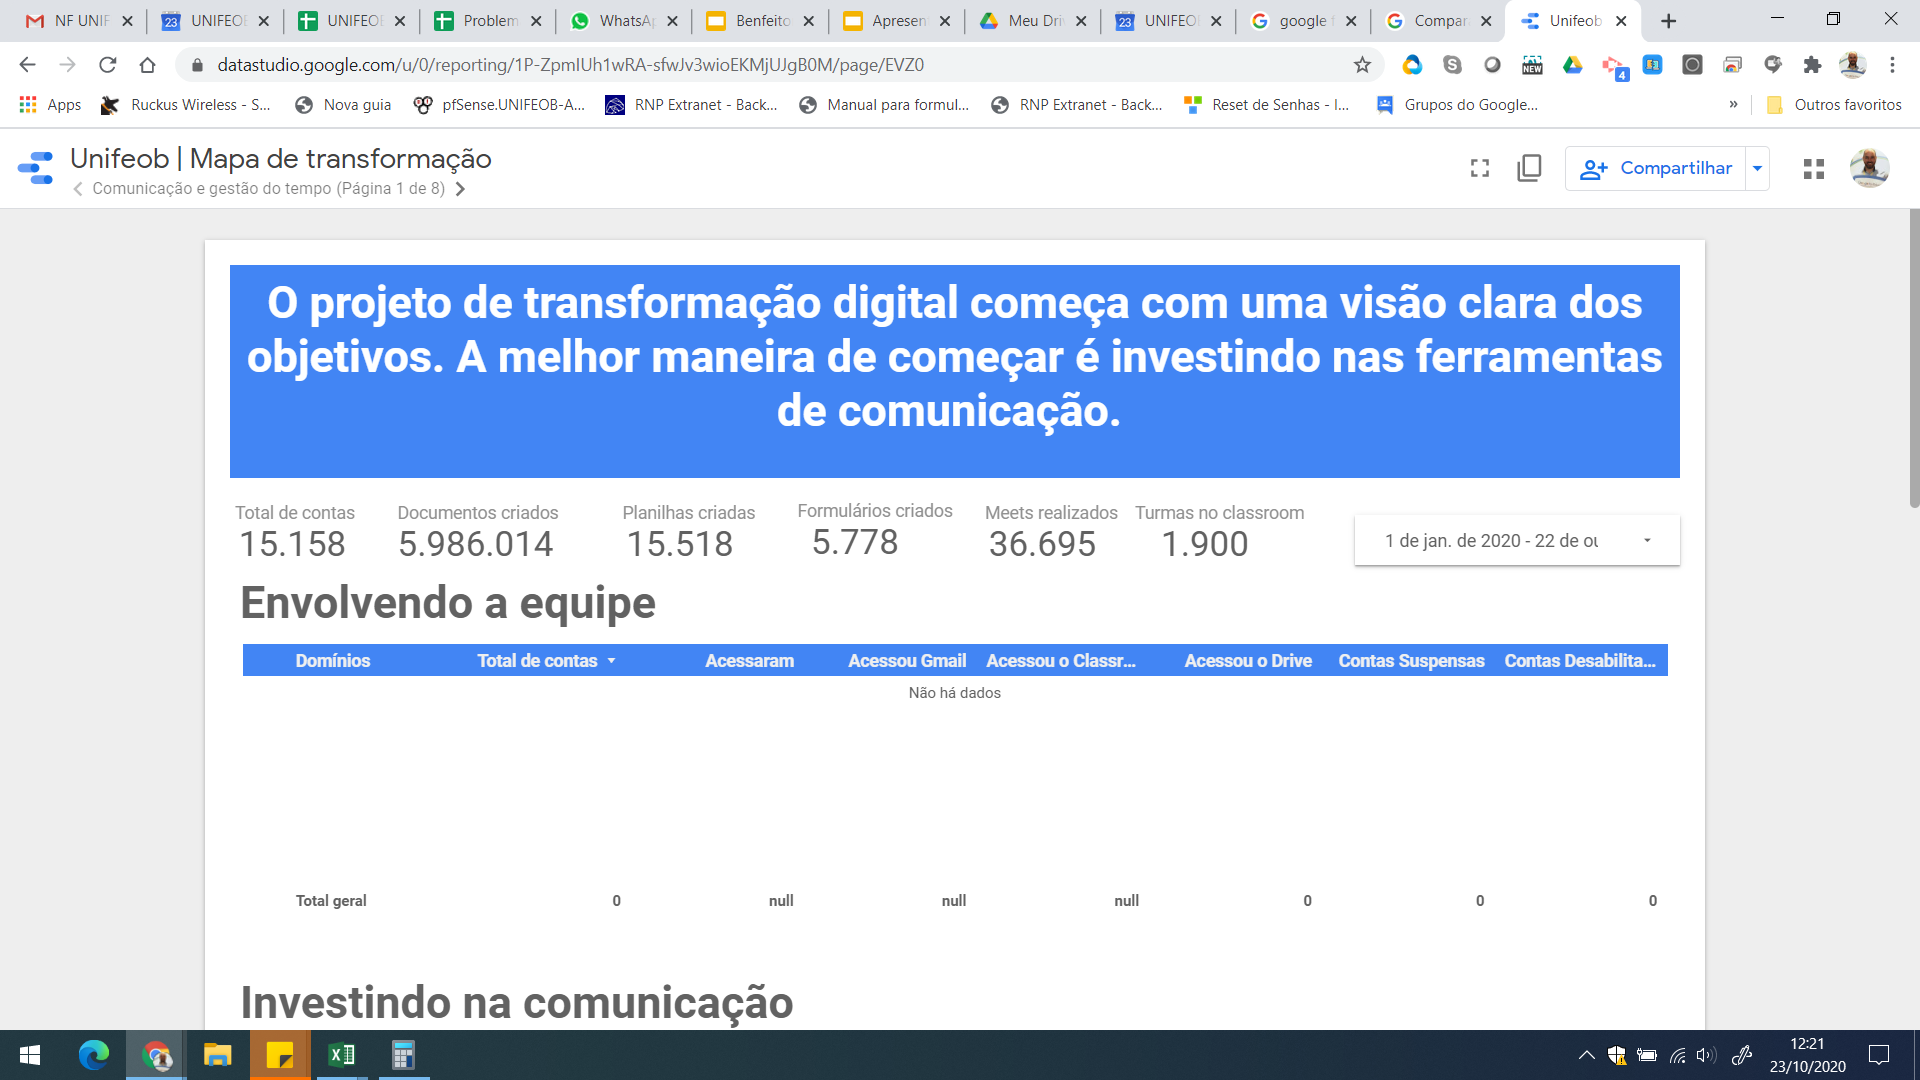 NF UNIF
UNIFEOB
UNIFEOB
Problem
WhatsAp
Benfeito
Apresen
Meu Driv
UNIFEOB
google f
Compara
Unifeob
datastudio.google.com/u/0/reporting/1P-ZpmIUh1wRA-sfwJv3wioEKMjUJgB0M/page/EVZ0
Apps
Ruckus Wireless - S...
Nova guia
pfSense.UNIFEOB-A...
RNP Extranet - Back...
Manual para formul...
RNP Extranet - Back...
Reset de Senhas - I...
Grupos do Google...
»
Outros favoritos
Unifeob | Mapa de transformação
Comunicação e gestão do tempo (Página 1 de 8)
Compartilhar
O projeto de transformação digital começa com uma visão clara dos
objetivos. A melhor maneira de começar é investindo nas ferramentas
de comunicação.
Total de contas
15.158
Documentos criados
5.986.014
Planilhas criadas
15.518
Formulários criados
5.778
Meets realizados
36.695
Turmas no classroom
1.900
1 de jan. de 2020 - 22 de ou
Envolvendo a equipe
Domínios Total de contas Acessaram Acessou Gmail Acessou o Classr... Acessou o Drive Contas Suspensas Contas Desabilita...
Não há dados
Total geral 0 null null null 0 0 0
Investindo na comunicação
12:21
23/10/2020